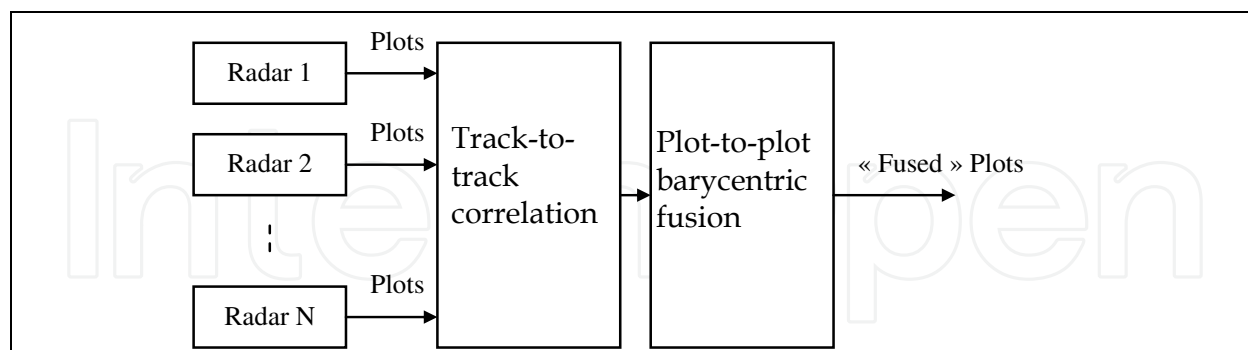 Plots
Radar 1
Plots
Radar 2
Plots
Radar N
Track-to-
track
correlation
Plot-to-plot
barycentric
fusion
« Fused » Plots